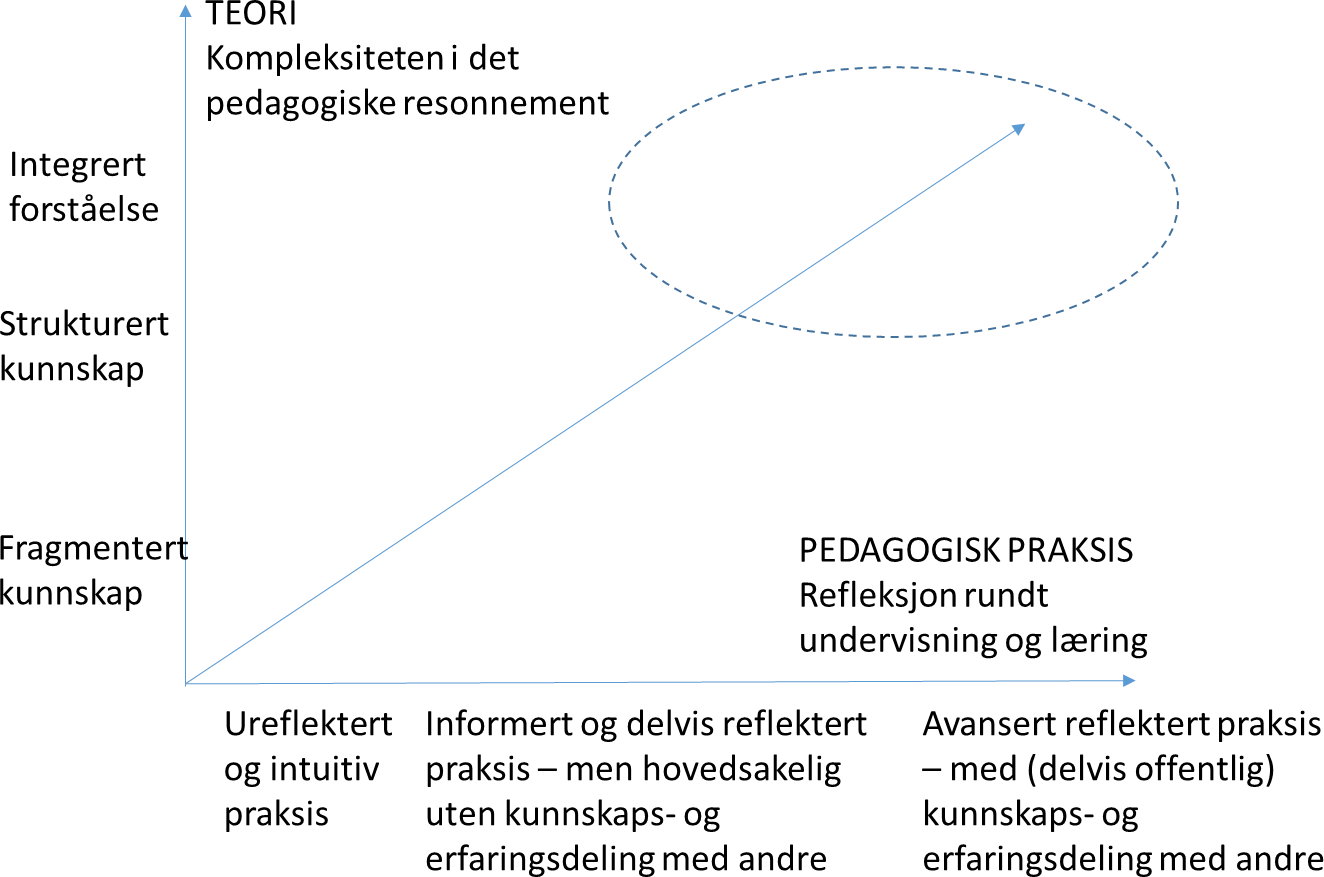 TEORI
Kompleksiteten i det
pedagogiske resonnement
Integrert
forståelse
Strukturert
kunnskap
Fragmentert
kunnskap
PEDAGOGISK PRAKSIS
Refleksjon rundt
undervisning og læring
Ureflektert
og intuitiv
praksis
Informert og delvis reflektert
praksis – men hovedsakelig
uten kunnskaps- og
erfaringsdeling med andre
Avansert reflektert praksis
– med (delvis offentlig)
kunnskaps- og
erfaringsdeling med andre